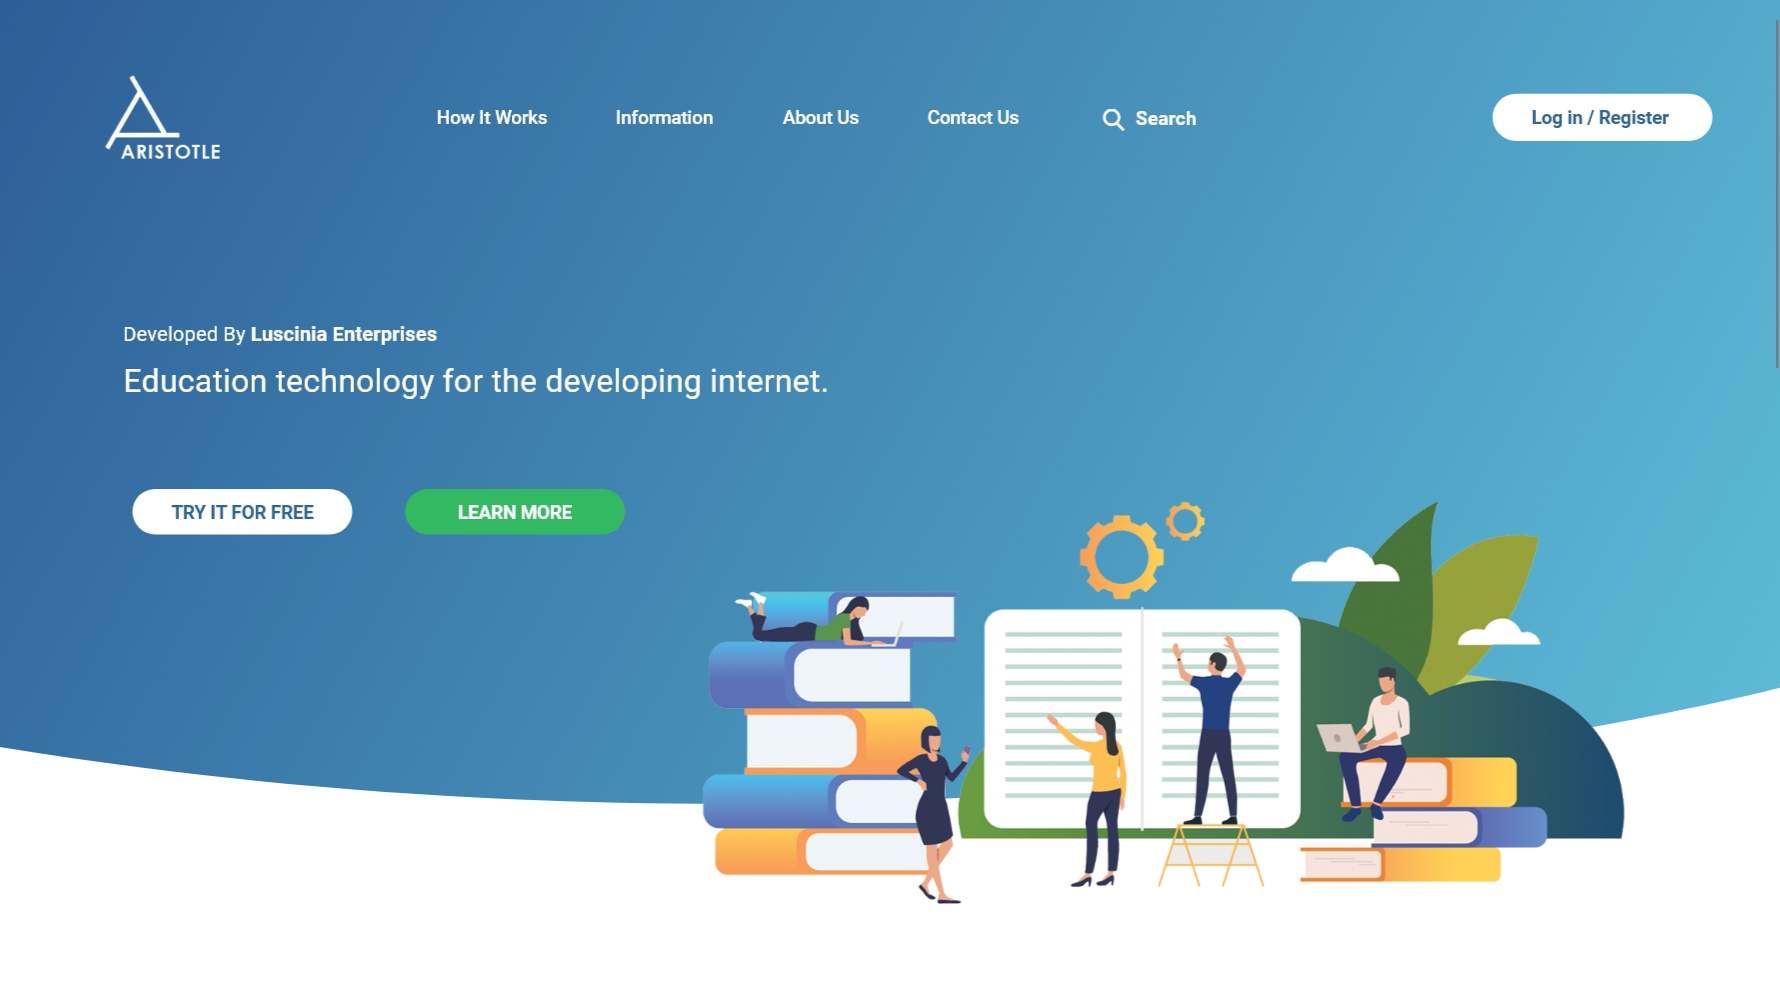 ARISTOTLE
How It Works
Information
About Us
Contact Us
Search
Log in / Register
Developed By Luscinia Enterprises
Education technology for the developing internet.
TRY IT FOR FREE
LEARN MORE